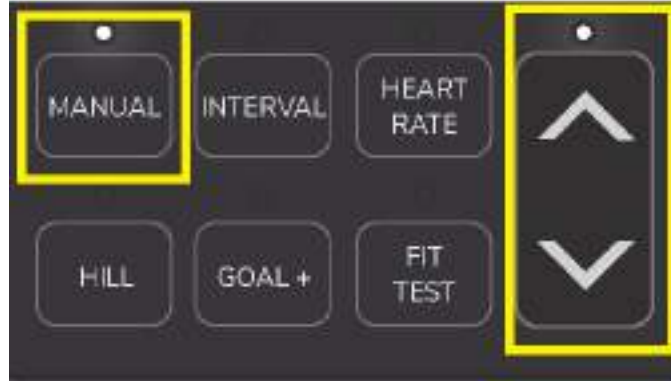 MANUAL
INTERVAL
HEART
RATE
HILL
GOAL +
FIT
TEST